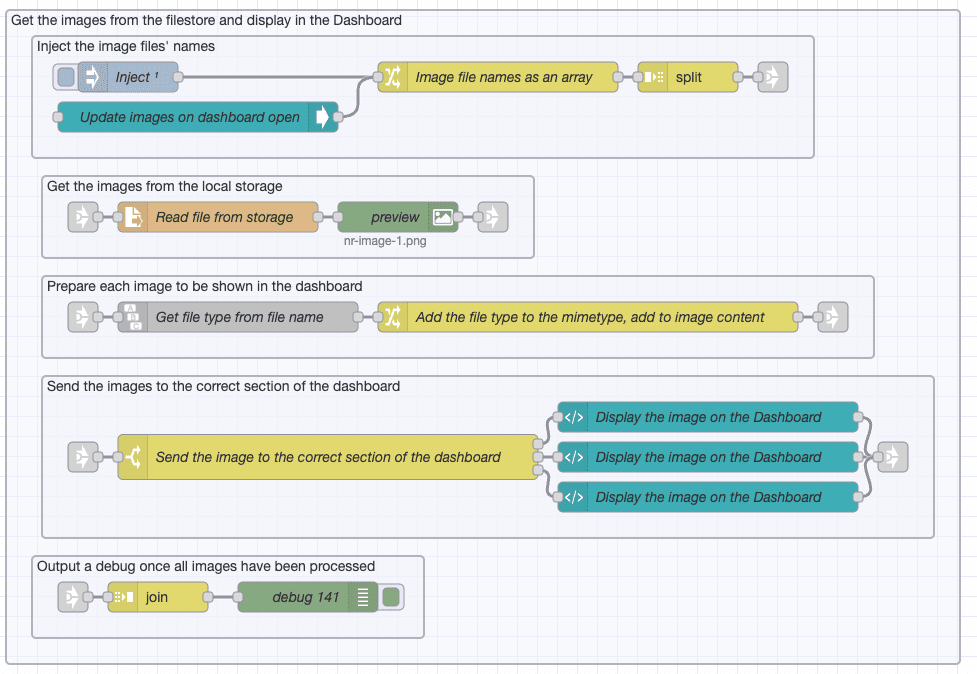 Get the images from the filestore and display in the Dashboard
Inject the image files' names
Inject ¹
Image file names as an array
split
Update images on dashboard open
Get the images from the local storage
Read file from storage
preview
nr-image-1.png
Prepare each image to be shown in the dashboard
A
B
C
Get file type from file name
Add the file type to the mimetype, add to image content
Send the images to the correct section of the dashboard
Display the image on the Dashboard
Send the image to the correct section of the dashboard
</> Display the image on the Dashboard
Display the image on the Dashboard
Output a debug once all images have been processed
join
debug 141